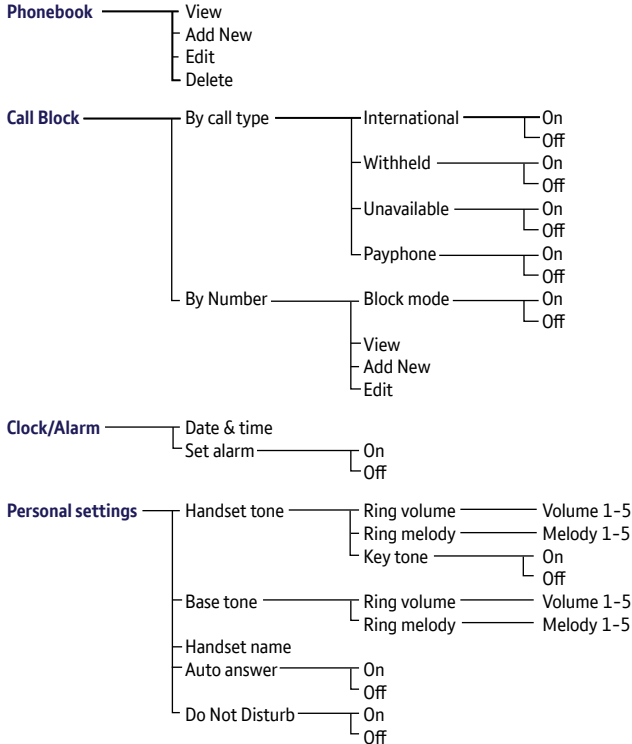 Phonebook View
Add New
Edit
Delete
Call Block By call type International On
Off
Withheld On
Off
Unavailable On
Off
Payphone On
Off
By Number Block mode On
Off
View
Add New
Edit
Clock/Alarm Date & time
Set alarm On
Off
Personal settings Handset tone Ring volume Volume 1–5
Ring melody Melody 1–5
Key tone On
Off
Base tone Ring volume Volume 1–5
Ring melody Melody 1–5
Handset name
Auto answer On
Off
Do Not Disturb On
Off